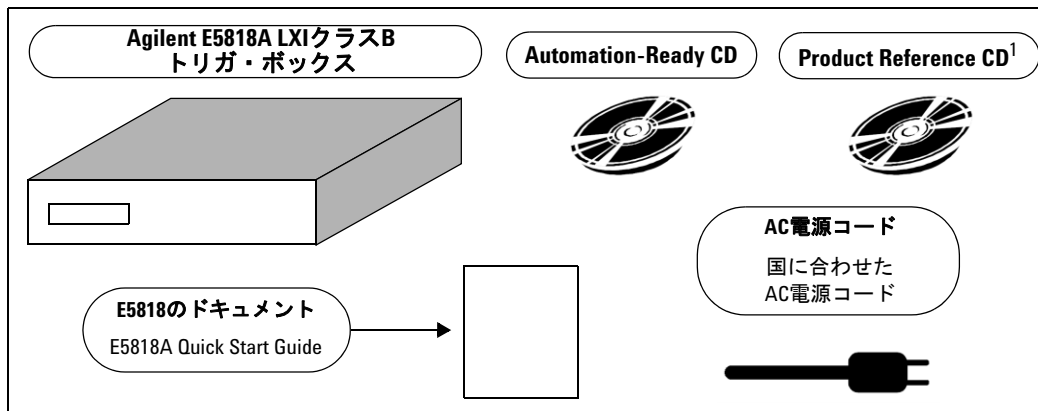 Agilent E5818A LXIクラスB
トリガ・ボックス
Automation-Ready CD
Product Reference CD1
AC電源コード
国に合わせた
AC電源コード
E5818のドキュメント
E5818A Quick Start Guide